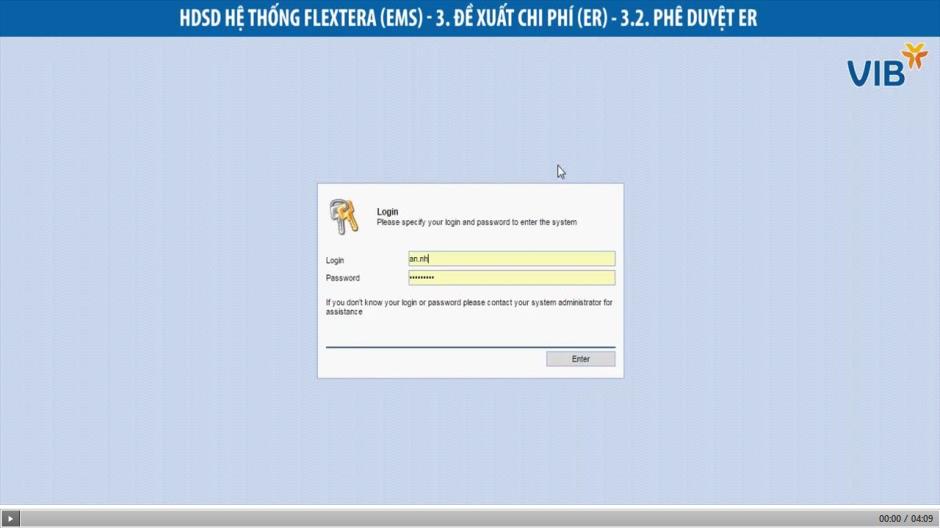 HDSD HỆ THỐNG FLEXTERA (EMS) - 3. ĐỀ XUẤT CHI PHÍ (ER) - 3.2. PHÊ DUYỆT ER
VIB
Login
Please specify your login and password to enter the system
Login an.nh
Password •••••••••
If you don't know your login or password please contact your system administrator for
assistance
Enter
00:00 / 04:09